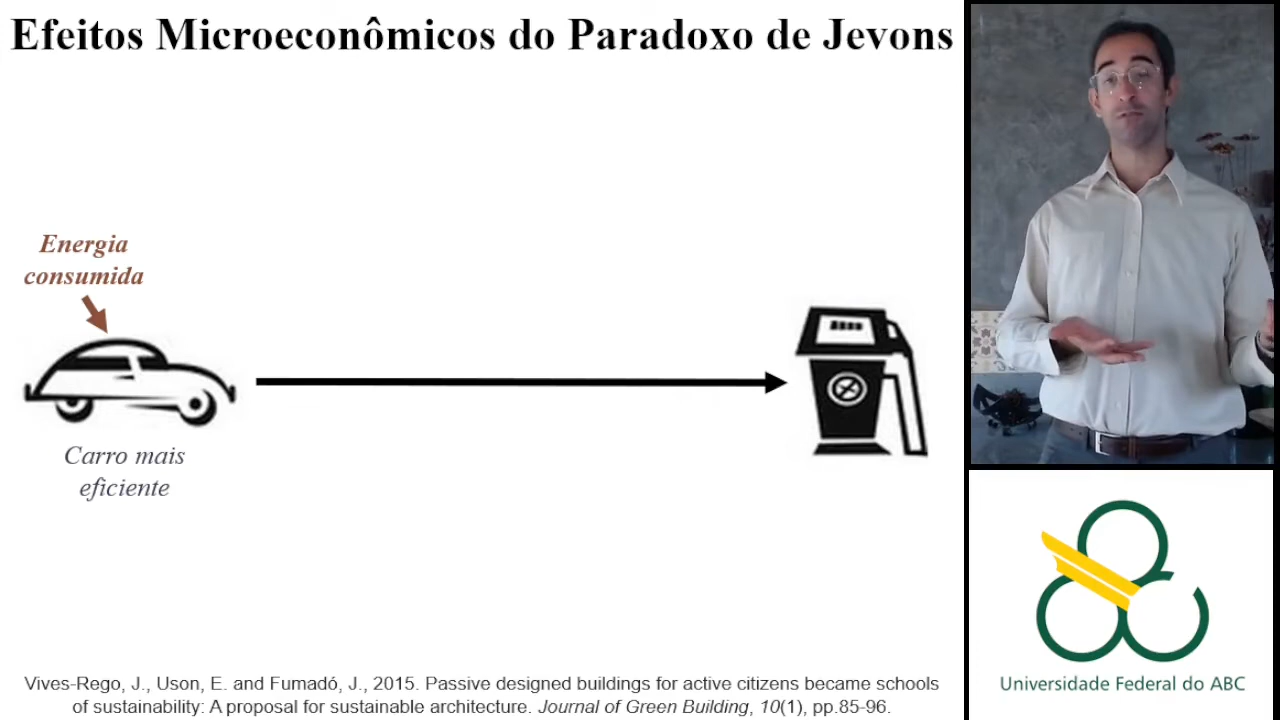 Efeitos Microeconômicos do Paradoxo de Jevons
Energia
consumida
Carro mais
eficiente
Vives-Rego, J., Uson, E. and Fumadó, J., 2015. Passive designed buildings for active citizens became schools
of sustainability: A proposal for sustainable architecture. Journal of Green Building, 10(1), pp.85-96.
Universidade Federal do ABC